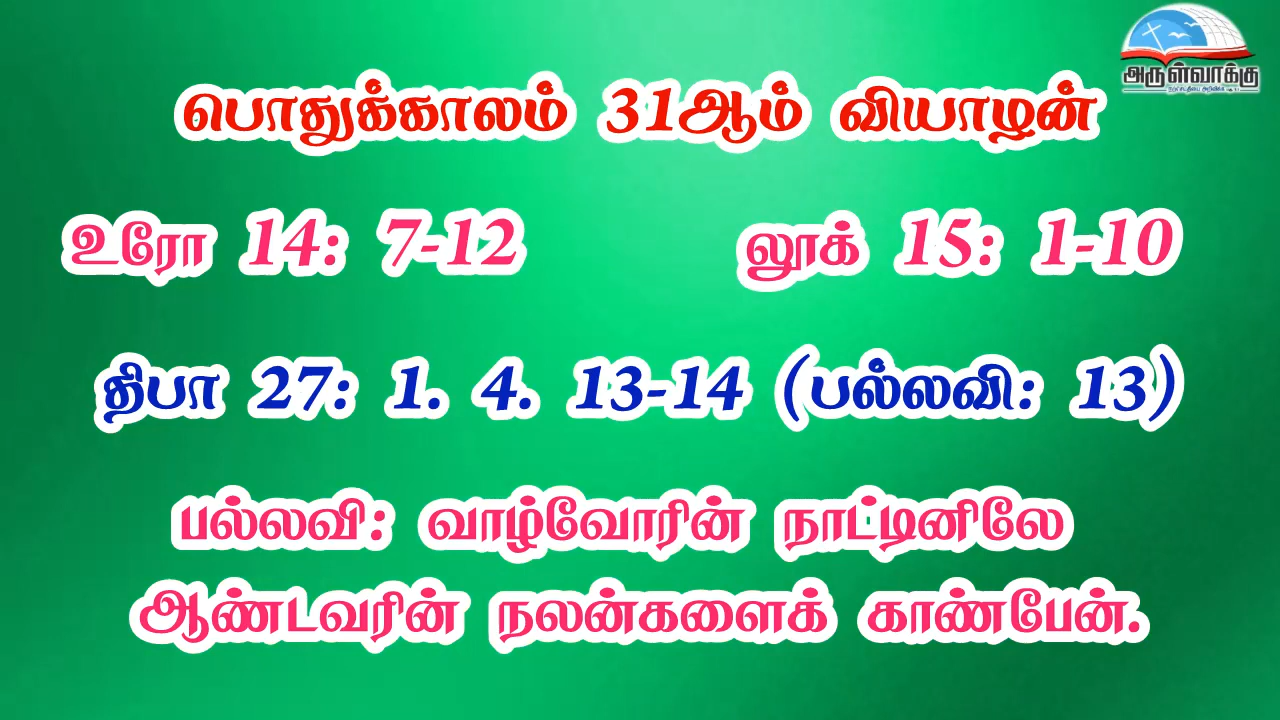 அருள்வாக்கு
பொதுக்காலம் 31ஆம் வியாழன்
உரோ 14: 7-12 லூக் 15: 1-10
திபா 27: 1. 4. 13-14 (பல்லவி: 13)
பல்லவி: வாழ்வோரின் நாட்டினிலே
ஆண்டவரின் நலன்களைக் காண்பேன்.